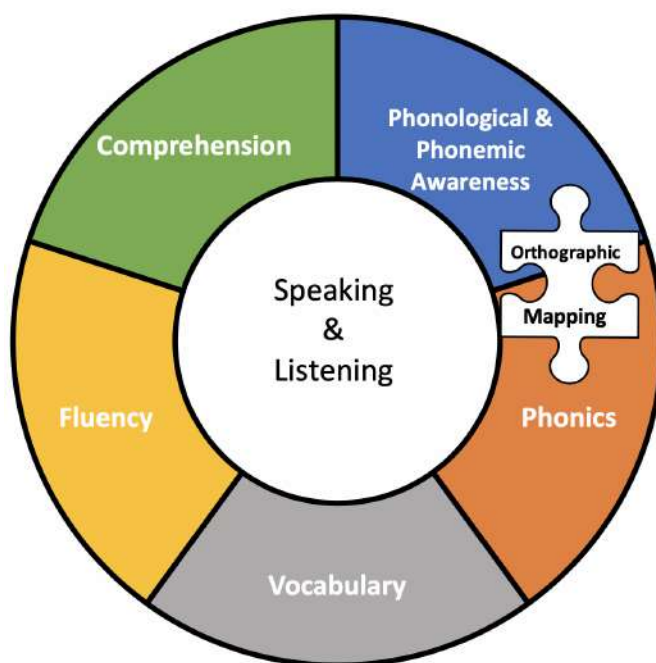 Comprehension
Phonological &
Phonemic
Awareness
Orthographic
Mapping
Speaking
&
Listening
Fluency
Phonics
Vocabulary